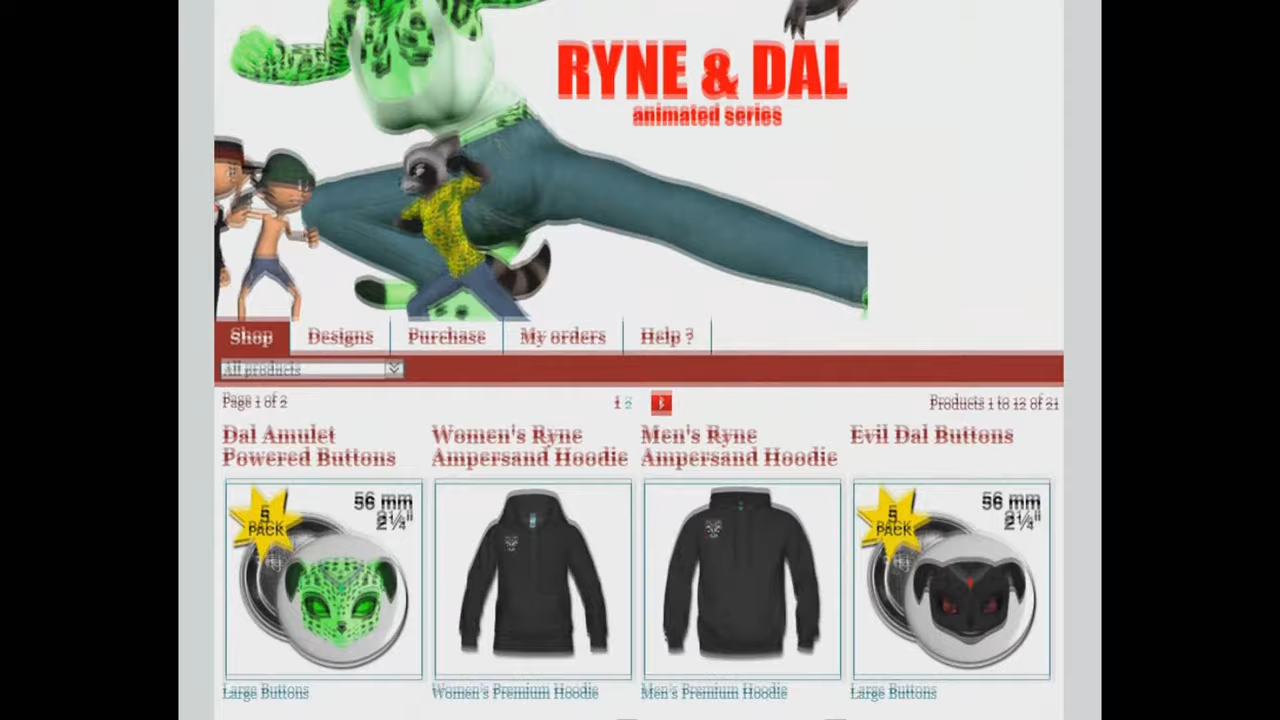 RYNE & DAL
animated series
Shop
Designs
Purchase
My orders
Help ?
All products
Page 1 of 2
1 2
Products 1 to 12 of 21
Dal Amulet
Powered Buttons
Women's Ryne
Ampersand Hoodie
Men's Ryne
Ampersand Hoodie
Evil Dal Buttons
5
PACK
56 mm
2¼"
5
PACK
56 mm
2¼"
Large Buttons
Women's Premium Hoodie
Men's Premium Hoodie
Large Buttons